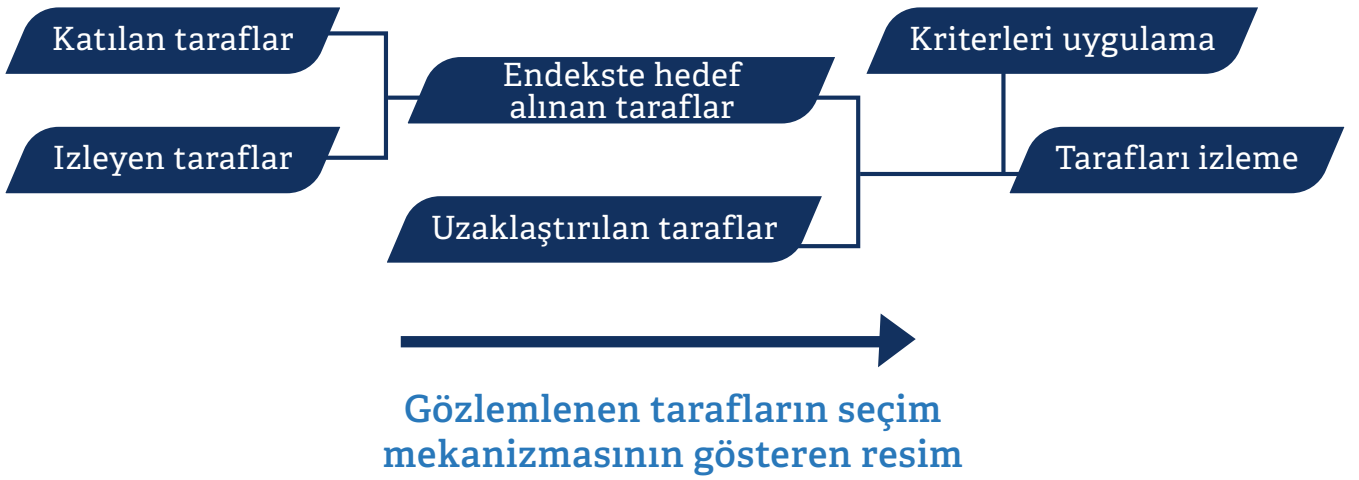 Katılan taraflar
Izleyen taraflar
Endekste hedef
alınan taraflar
Uzaklaştırılan taraflar
Kriterleri uygulama
Tarafları izleme
Gözlemlenen tarafların seçim
mekanizmasının gösteren resim